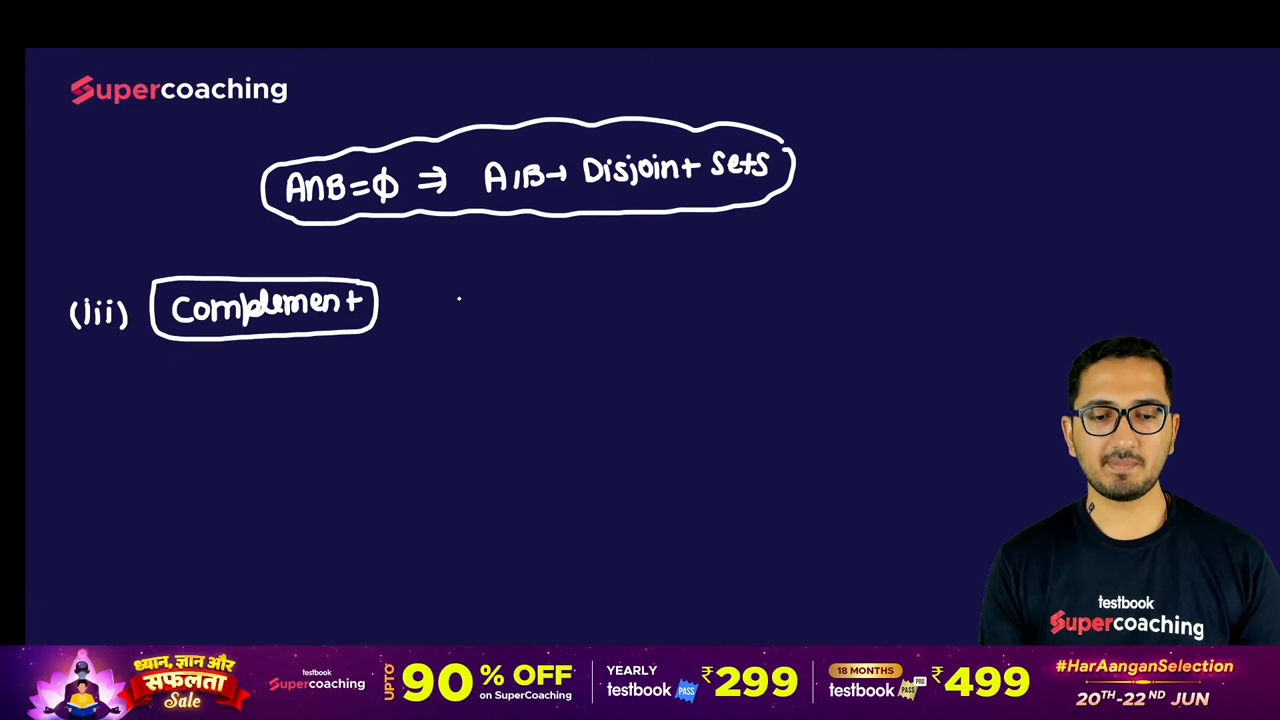 Supercoaching
A∩B=Φ ⇒ A,B→ Disjoint sets
(iii) Complement
testbook
Supercoaching
ध्यान, ज्ञान और
सफलता
Sale
testbook
Supercoaching
UPTO 90% OFF
on SuperCoaching
YEARLY
testbook PASS ₹299
18 MONTHS
testbook PASS PRO ₹499
#HarAanganSelection
20TH-22ND JUN